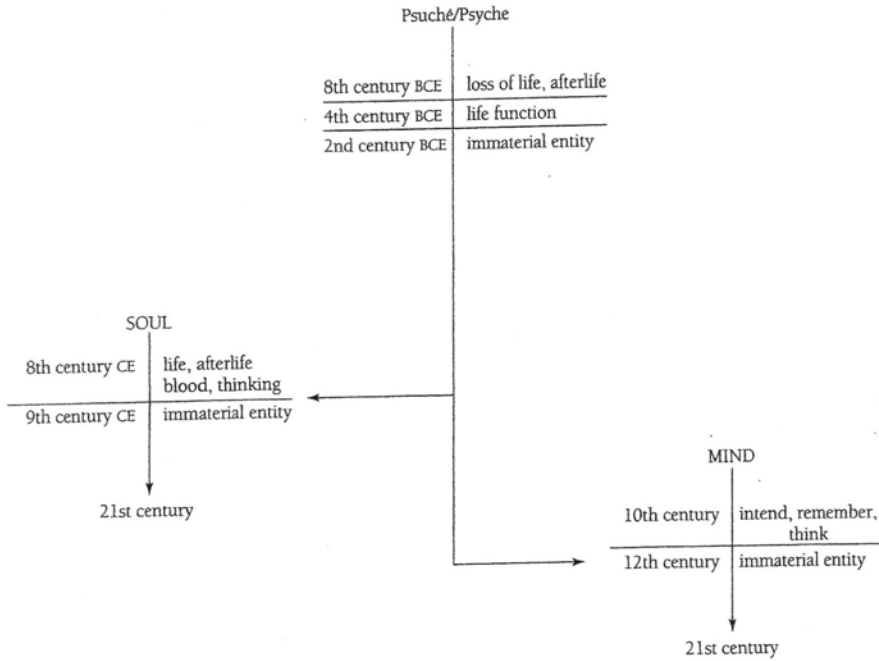 Psuché/Psyche
8th century BCE loss of life, afterlife
4th century BCE life function
2nd century BCE immaterial entity
SOUL
8th century CE life, afterlife
blood, thinking
9th century CE immaterial entity
21st century
MIND
10th century intend, remember,
think
12th century immaterial entity
21st century